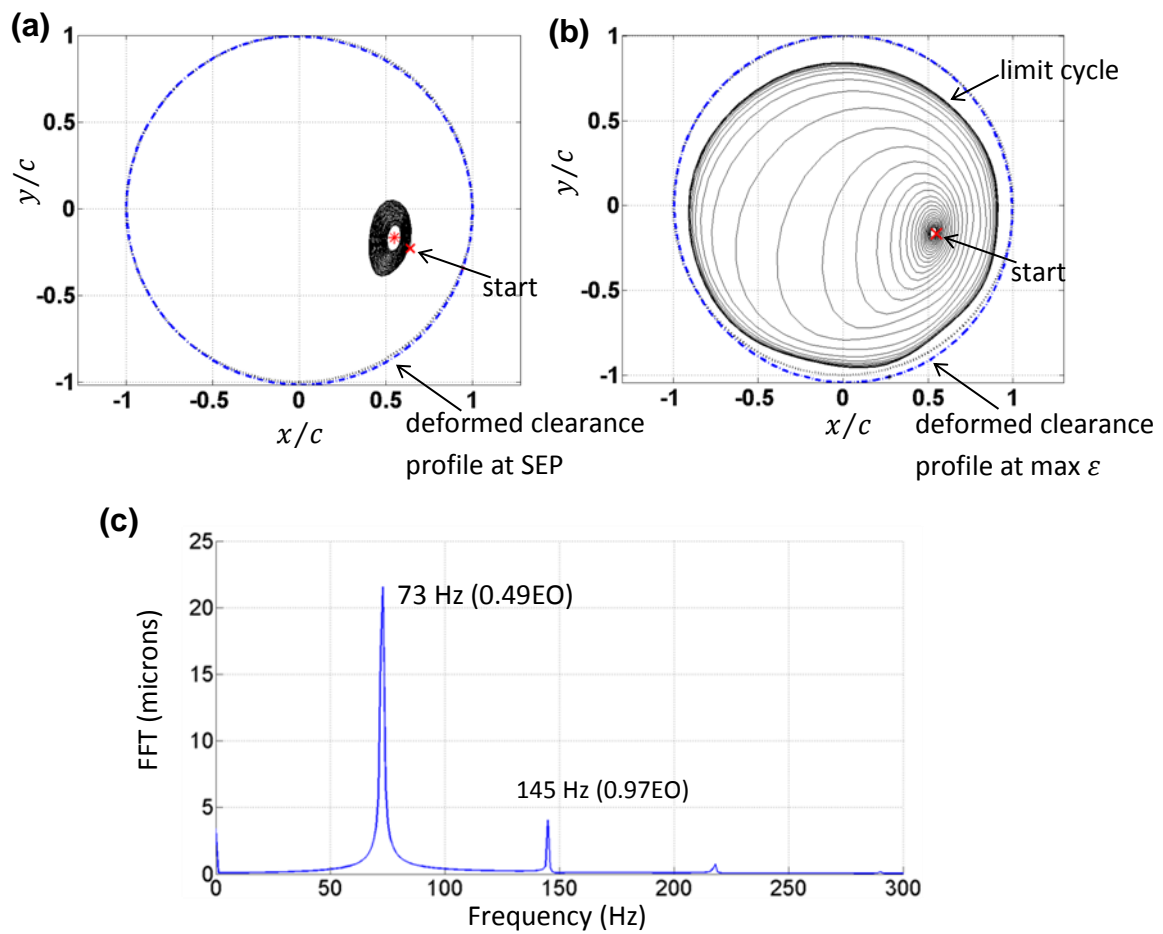 (a)
1
0.5
0
-0.5
-1
y/c
-1
-0.5
0
0.5
1
x/c
start
deformed clearance
profile at SEP
(b)
1
0.5
0
-0.5
-1
y/c
-1
-0.5
0
0.5
1
x/c
limit cycle
start
deformed clearance
profile at max ε
(c)
25
20
15
10
5
0
FFT (microns)
73 Hz (0.49EO)
145 Hz (0.97EO)
0
50
100
150
200
250
300
Frequency (Hz)